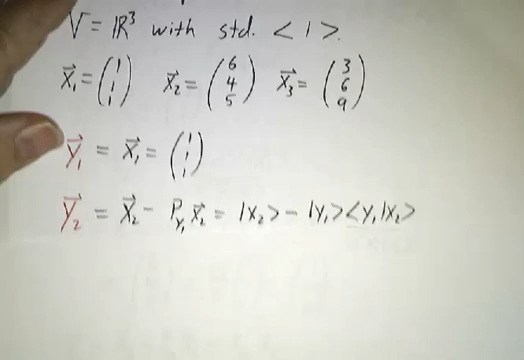 V = ℝ³ with std. < | >.
x⃗₁ = (1 1 1) x⃗₂ = (6 4 5) x⃗₃ = (3 6 9)
y⃗₁ = x⃗₁ = (1 1 1)
y⃗₂ = x⃗₂ − P_y₁ x⃗₂ = |x₂> − |y₁><y₁|x₂>